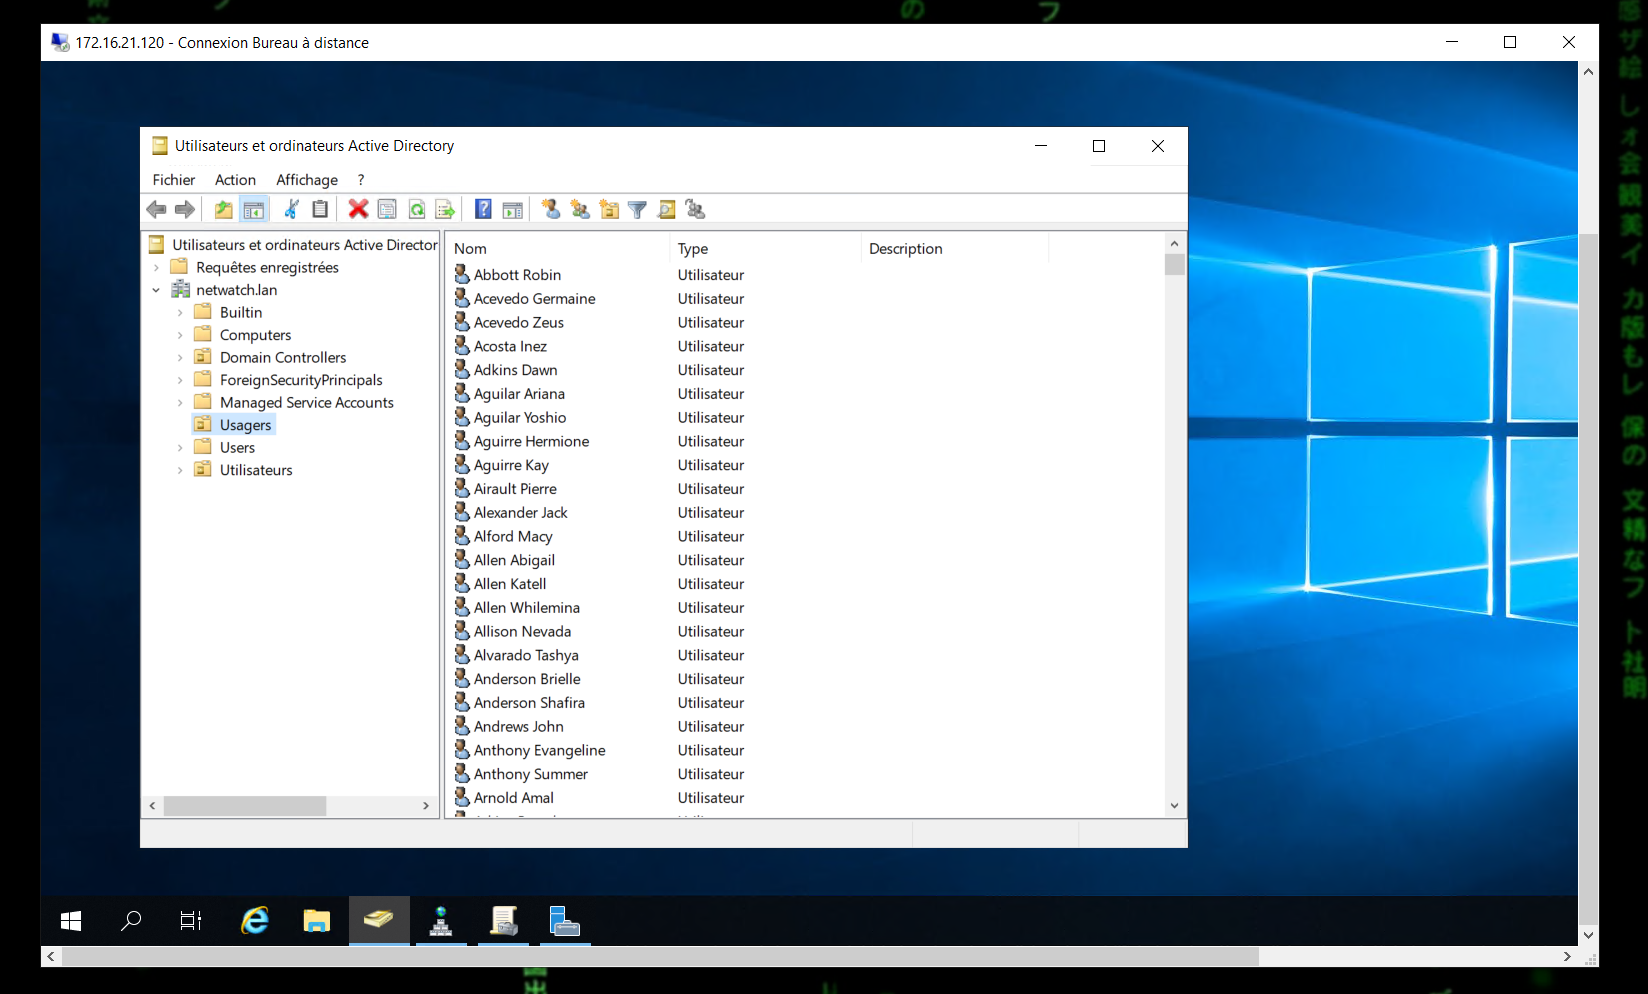 172.16.21.120 - Connexion Bureau à distance
Utilisateurs et ordinateurs Active Directory
Fichier Action Affichage ?
Utilisateurs et ordinateurs Active Director
Requêtes enregistrées
netwatch.lan
Builtin
Computers
Domain Controllers
ForeignSecurityPrincipals
Managed Service Accounts
Usagers
Users
Utilisateurs
Nom Type Description
Abbott Robin Utilisateur
Acevedo Germaine Utilisateur
Acevedo Zeus Utilisateur
Acosta Inez Utilisateur
Adkins Dawn Utilisateur
Aguilar Ariana Utilisateur
Aguilar Yoshio Utilisateur
Aguirre Hermione Utilisateur
Aguirre Kay Utilisateur
Airault Pierre Utilisateur
Alexander Jack Utilisateur
Alford Macy Utilisateur
Allen Abigail Utilisateur
Allen Katell Utilisateur
Allen Whilemina Utilisateur
Allison Nevada Utilisateur
Alvarado Tashya Utilisateur
Anderson Brielle Utilisateur
Anderson Shafira Utilisateur
Andrews John Utilisateur
Anthony Evangeline Utilisateur
Anthony Summer Utilisateur
Arnold Amal Utilisateur